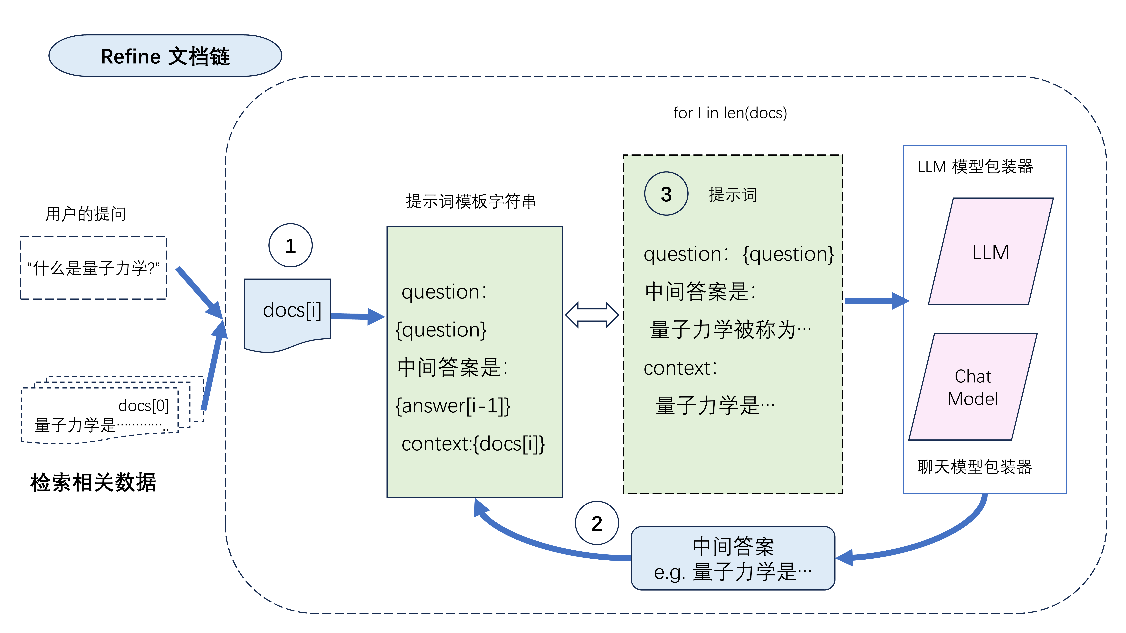 Refine 文档链
for I in len(docs)
用户的提问
“什么是量子力学?”
docs[0]
量子力学是…………..
检索相关数据
1
docs[i]
提示词模板字符串
question：
{question}
中间答案是：
{answer[i-1]}
context:{docs[i]}
3
提示词
question： {question}
中间答案是：
量子力学被称为…
context：
量子力学是…
LLM 模型包装器
LLM
Chat
Model
聊天模型包装器
2
中间答案
e.g. 量子力学是…